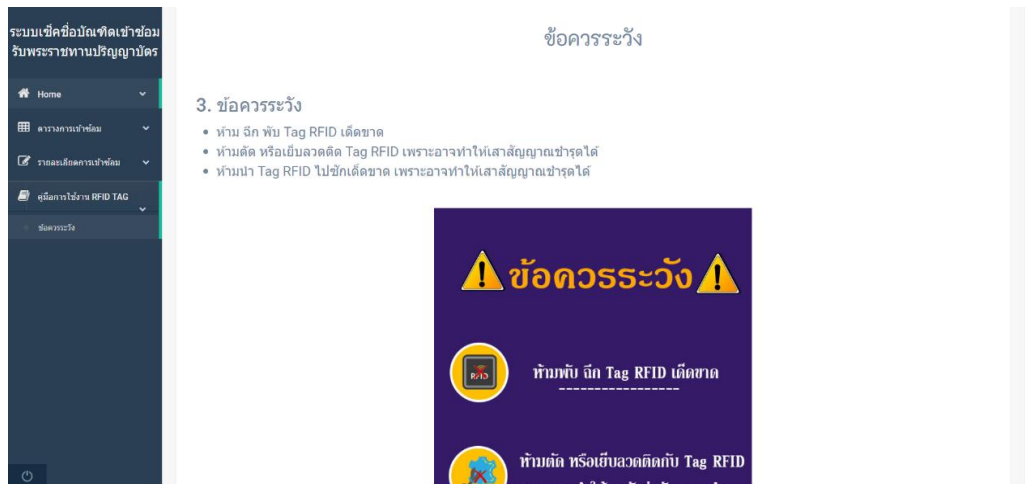 ระบบเช็คชื่อบัณฑิตเข้าซ้อม
รับพระราชทานปริญญาบัตร
Home
ตารางการเข้าซ้อม
รายละเอียดการเข้าซ้อม
คู่มือการใช้งาน RFID TAG
ข้อควรระวัง
ข้อควรระวัง
3. ข้อควรระวัง
ห้าม ฉีก พับ Tag RFID เด็ดขาด
ห้ามตัด หรือเย็บลวดติด Tag RFID เพราะอาจทำให้เสาสัญญาณชำรุดได้
ห้ามนำ Tag RFID ไปซักเด็ดขาด เพราะอาจทำให้เสาสัญญาณชำรุดได้
ข้อควรระวัง
RFID
ห้ามพับ ฉีก Tag RFID เด็ดขาด
ห้ามตัด หรือเย็บลวดติดกับ Tag RFID